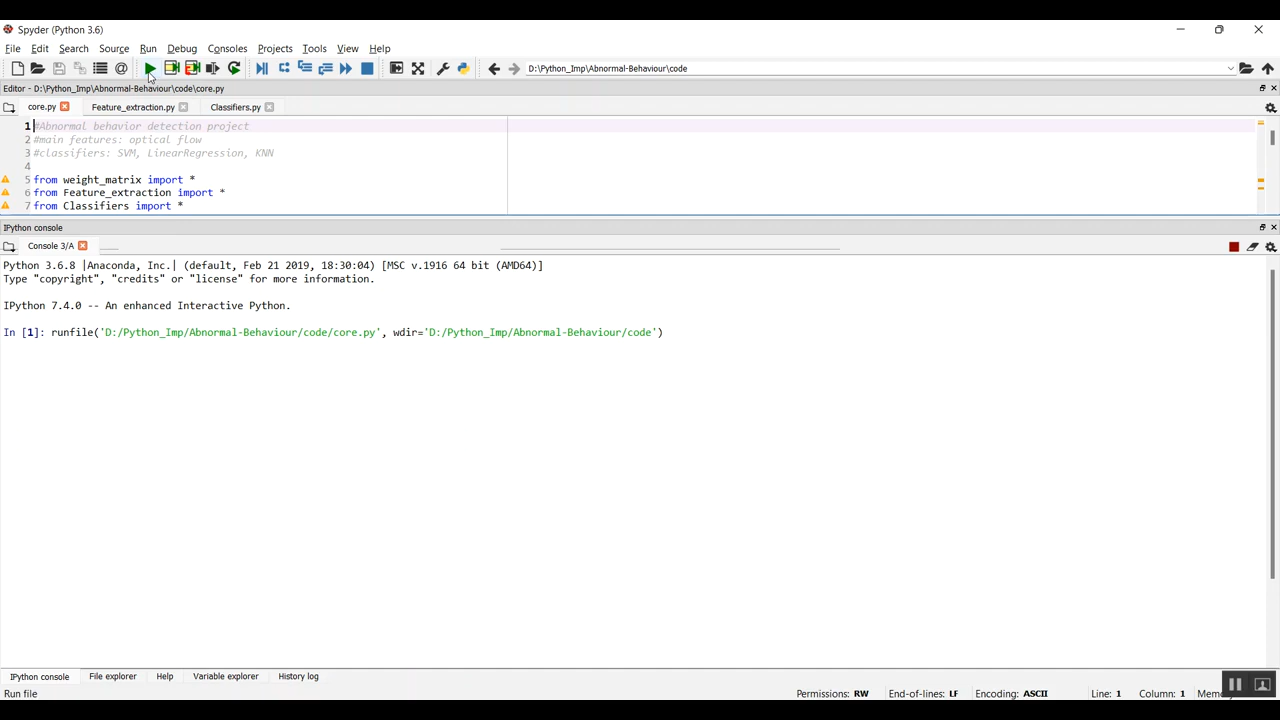 Spyder (Python 3.6)
File Edit Search Source Run Debug Consoles Projects Tools View Help
D:\Python_Imp\Abnormal-Behaviour\code
Editor - D:\Python_Imp\Abnormal-Behaviour\code\core.py
core.py Feature_extraction.py Classifiers.py
1 #Abnormal behavior detection project
2 #main features: optical flow
3 #classifiers: SVM, LinearRegression, KNN
4
5 from weight_matrix import *
6 from Feature_extraction import *
7 from Classifiers import *
IPython console
Console 3/A
Python 3.6.8 |Anaconda, Inc.| (default, Feb 21 2019, 18:30:04) [MSC v.1916 64 bit (AMD64)]
Type "copyright", "credits" or "license" for more information.
IPython 7.4.0 -- An enhanced Interactive Python.
In [1]: runfile('D:/Python_Imp/Abnormal-Behaviour/code/core.py', wdir='D:/Python_Imp/Abnormal-Behaviour/code')
IPython console File explorer Help Variable explorer History log
Run file Permissions: RW End-of-lines: LF Encoding: ASCII Line: 1 Column: 1